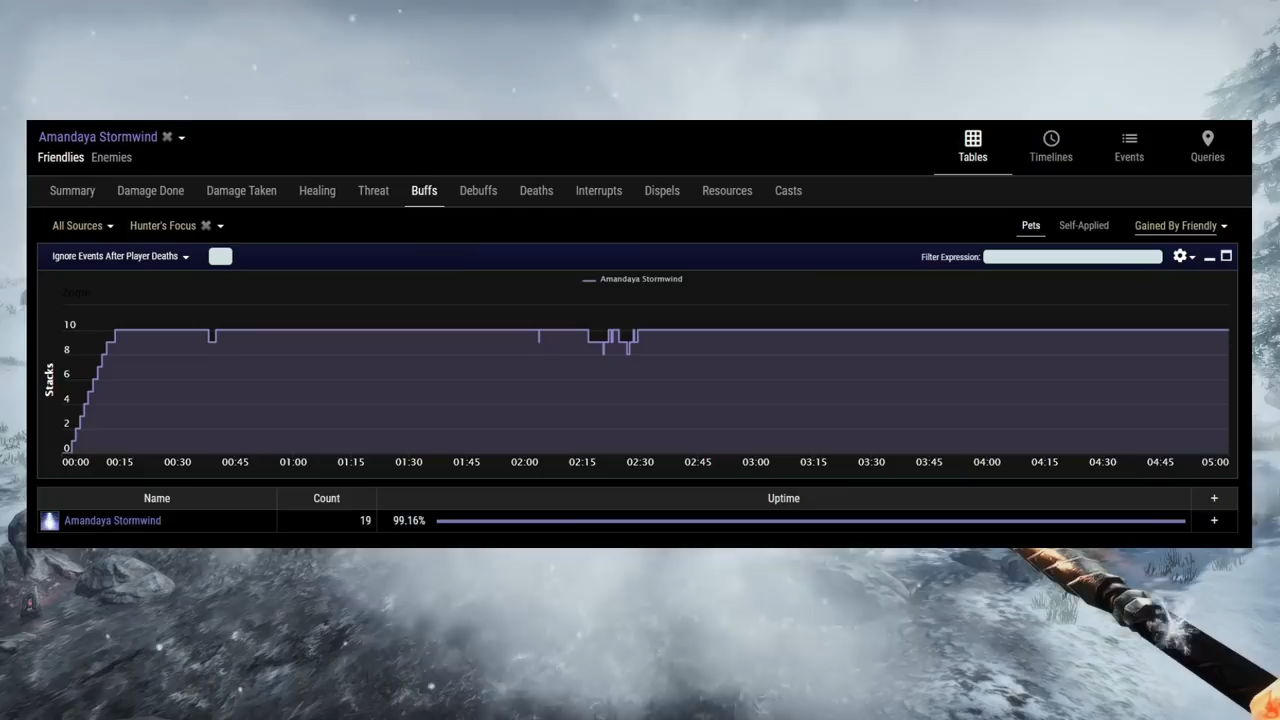 Amandaya Stormwind
Friendlies Enemies
Tables Timelines Events Queries
Summary Damage Done Damage Taken Healing Threat Buffs Debuffs Deaths Interrupts Dispels Resources Casts
All Sources Hunter's Focus Pets Self-Applied Gained By Friendly
Ignore Events After Player Deaths Filter Expression:
Amandaya Stormwind
Zoom
Stacks
10
8
6
4
2
0
00:00 00:15 00:30 00:45 01:00 01:15 01:30 01:45 02:00 02:15 02:30 02:45 03:00 03:15 03:30 03:45 04:00 04:15 04:30 04:45 05:00
Name Count Uptime +
Amandaya Stormwind 19 99.16% +